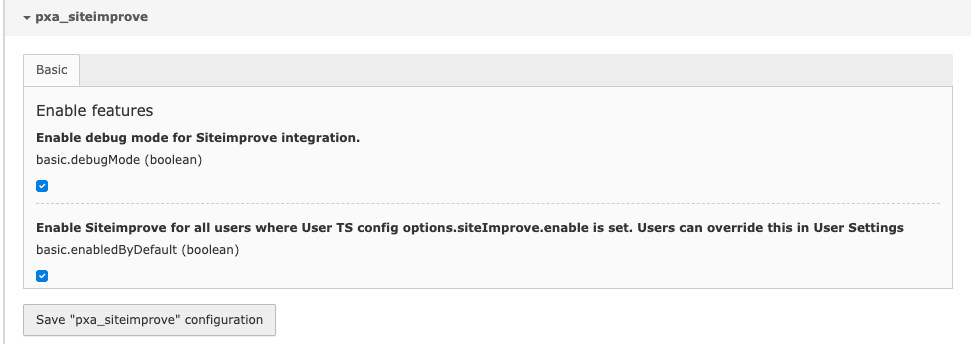 pxa_siteimprove
Basic
Enable features
Enable debug mode for Siteimprove integration.
basic.debugMode (boolean)
Enable Siteimprove for all users where User TS config options.siteImprove.enable is set. Users can override this in User Settings
basic.enabledByDefault (boolean)
Save "pxa_siteimprove" configuration